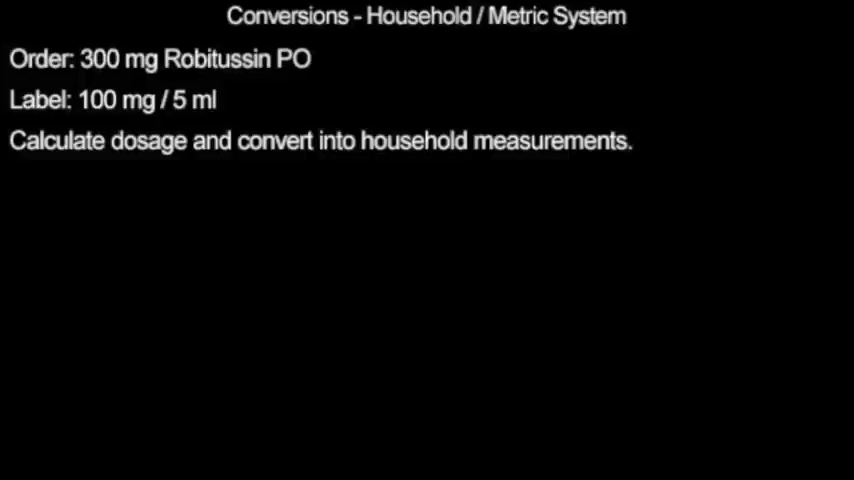 Conversions - Household / Metric System
Order: 300 mg Robitussin PO
Label: 100 mg / 5 ml
Calculate dosage and convert into household measurements.